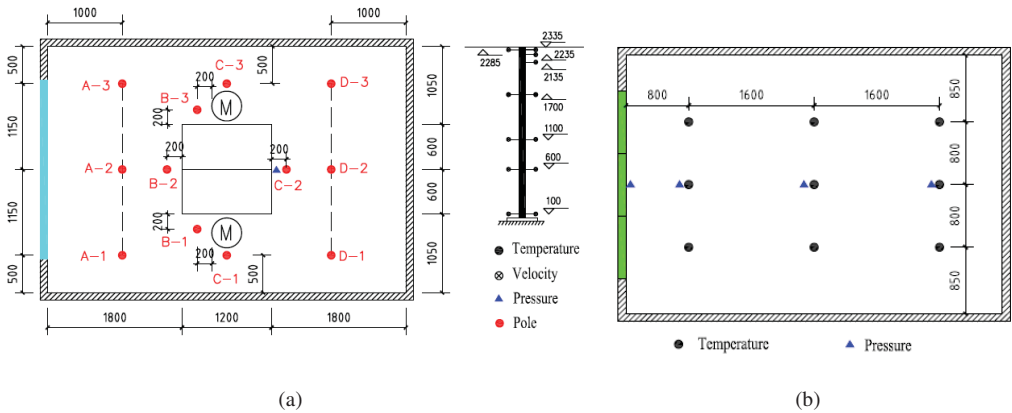 1000
1000
500
1150
1150
500
A-3
A-2
A-1
B-3
B-2
B-1
C-3
C-2
C-1
D-3
D-2
D-1
200
200
200
200
200
200
500
500
M
M
1050
600
600
1050
1800
1200
1800
2335
2285
2235
2135
1700
1100
600
100
Temperature
Velocity
Pressure
Pole
(a)
800
1600
1600
850
800
800
850
Temperature
Pressure
(b)